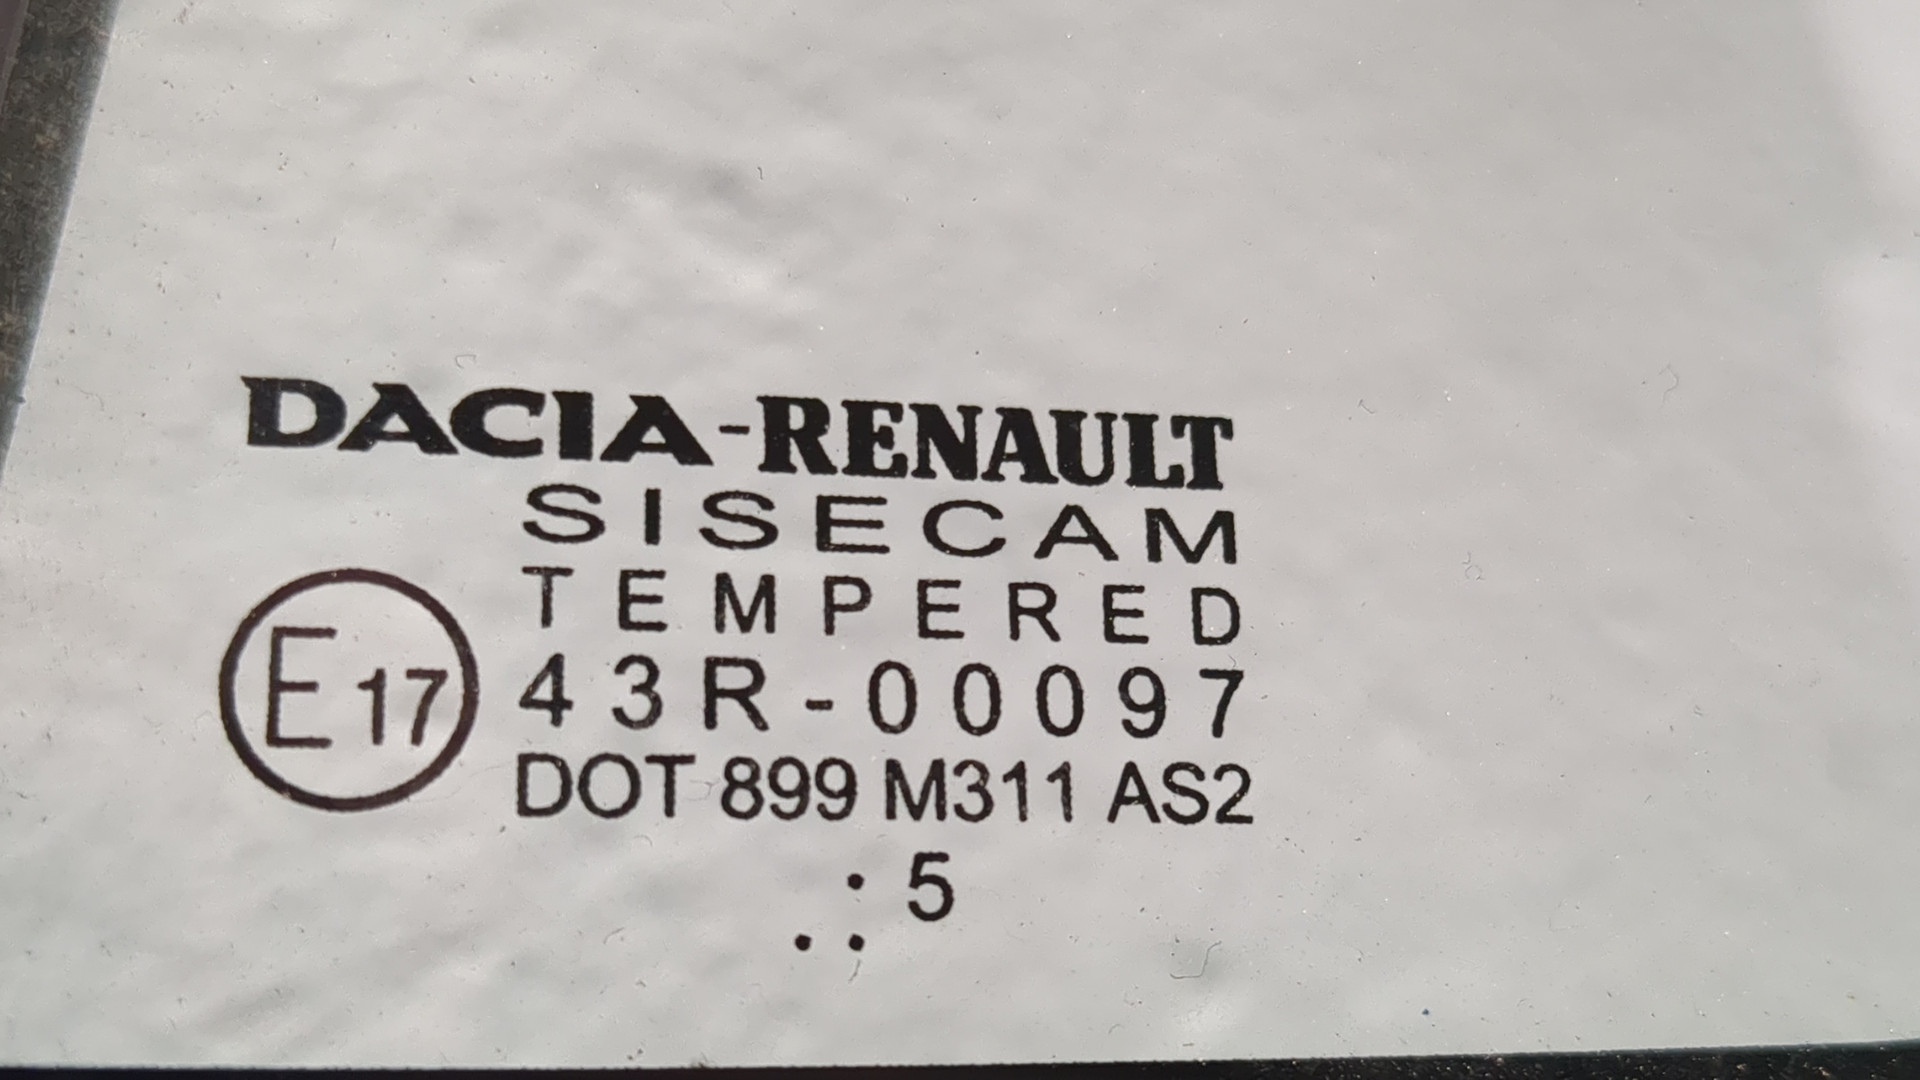 DACIA-RENAULT
SISECAM
TEMPERED
E17 43R-00097
DOT 899 M311 AS2
.: 5